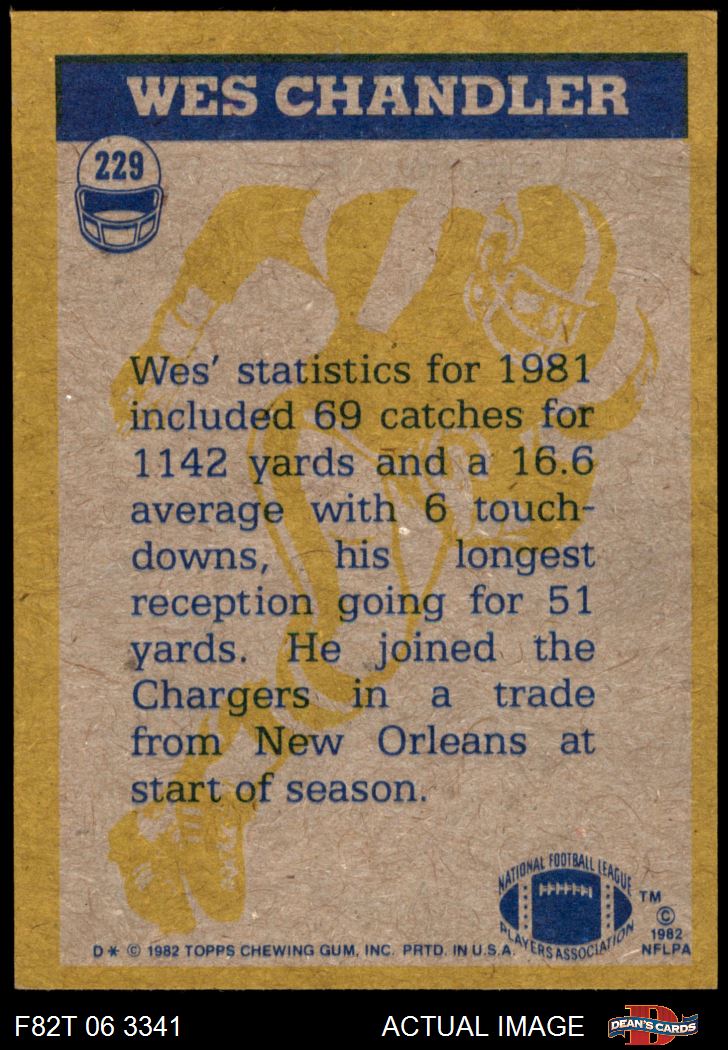 WES CHANDLER
229
Wes' statistics for 1981
included 69 catches for
1142 yards and a 16.6
average with 6 touch-
downs, his longest
reception going for 51
yards. He joined the
Chargers in a trade
from New Orleans at
start of season.
NATIONAL FOOTBALL LEAGUE
PLAYERS ASSOCIATION
TM
©
1982
NFLPA
D * © 1982 TOPPS CHEWING GUM, INC. PRTD. IN U.S.A.
F82T 06 3341 ACTUAL IMAGE DEAN'S CARDS